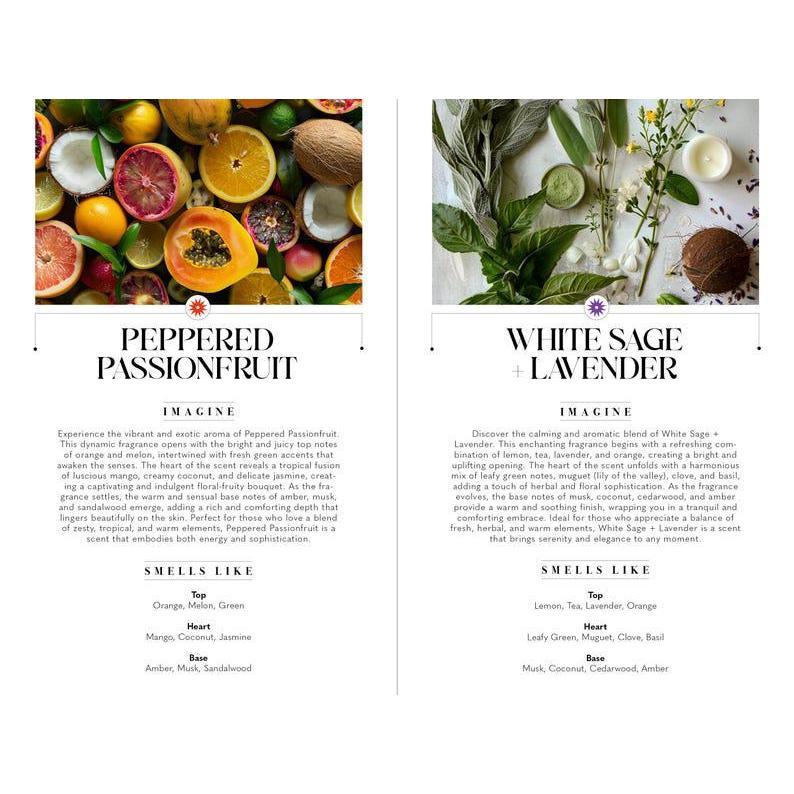 PEPPERED
PASSIONFRUIT
IMAGINE
Experience the vibrant and exotic aroma of Peppered Passionfruit.
This dynamic fragrance opens with the bright and juicy top notes
of orange and melon, intertwined with fresh green accents that
awaken the senses. The heart of the scent reveals a tropical fusion
of luscious mango, creamy coconut, and delicate jasmine, creat-
ing a captivating and indulgent floral-fruity bouquet. As the fra-
grance settles, the warm and sensual base notes of amber, musk,
and sandalwood emerge, adding a rich and comforting depth that
lingers beautifully on the skin. Perfect for those who love a blend
of zesty, tropical, and warm elements, Peppered Passionfruit is a
scent that embodies both energy and sophistication.
SMELLS LIKE
Top
Orange, Melon, Green
Heart
Mango, Coconut, Jasmine
Base
Amber, Musk, Sandalwood
WHITE SAGE
+ LAVENDER
IMAGINE
Discover the calming and aromatic blend of White Sage +
Lavender. This enchanting fragrance begins with a refreshing com-
bination of lemon, tea, lavender, and orange, creating a bright and
uplifting opening. The heart of the scent unfolds with a harmonious
mix of leafy green notes, muguet (lily of the valley), clove, and basil,
adding a touch of herbal and floral sophistication. As the fragrance
evolves, the base notes of musk, coconut, cedarwood, and amber
provide a warm and soothing finish, wrapping you in a tranquil and
comforting embrace. Ideal for those who appreciate a balance of
fresh, herbal, and warm elements, White Sage + Lavender is a scent
that brings serenity and elegance to any moment.
SMELLS LIKE
Top
Lemon, Tea, Lavender, Orange
Heart
Leafy Green, Muguet, Clove, Basil
Base
Musk, Coconut, Cedarwood, Amber